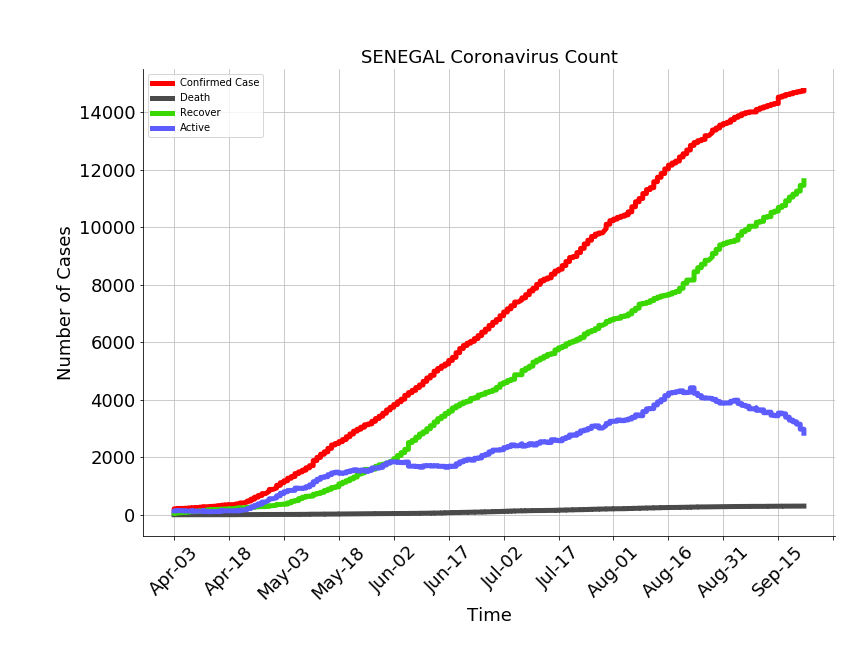 SENEGAL Coronavirus Count
Confirmed Case
Death
Recover
Active
Number of Cases
14000
12000
10000
8000
6000
4000
2000
0
Apr-03
Apr-18
May-03
May-18
Jun-02
Jun-17
Jul-02
Jul-17
Aug-01
Aug-16
Aug-31
Sep-15
Time